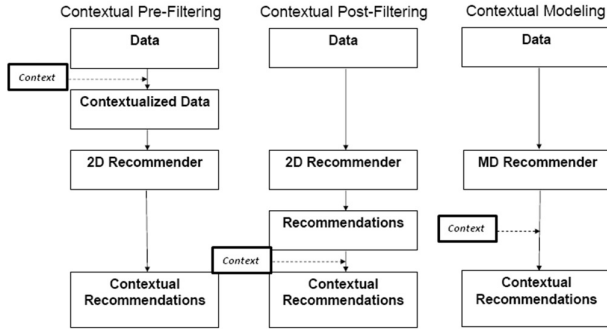 Contextual Pre-Filtering
Data
Context
Contextualized Data
2D Recommender
Contextual
Recommendations
Contextual Post-Filtering
Data
2D Recommender
Recommendations
Context
Contextual
Recommendations
Contextual Modeling
Data
MD Recommender
Context
Contextual
Recommendations